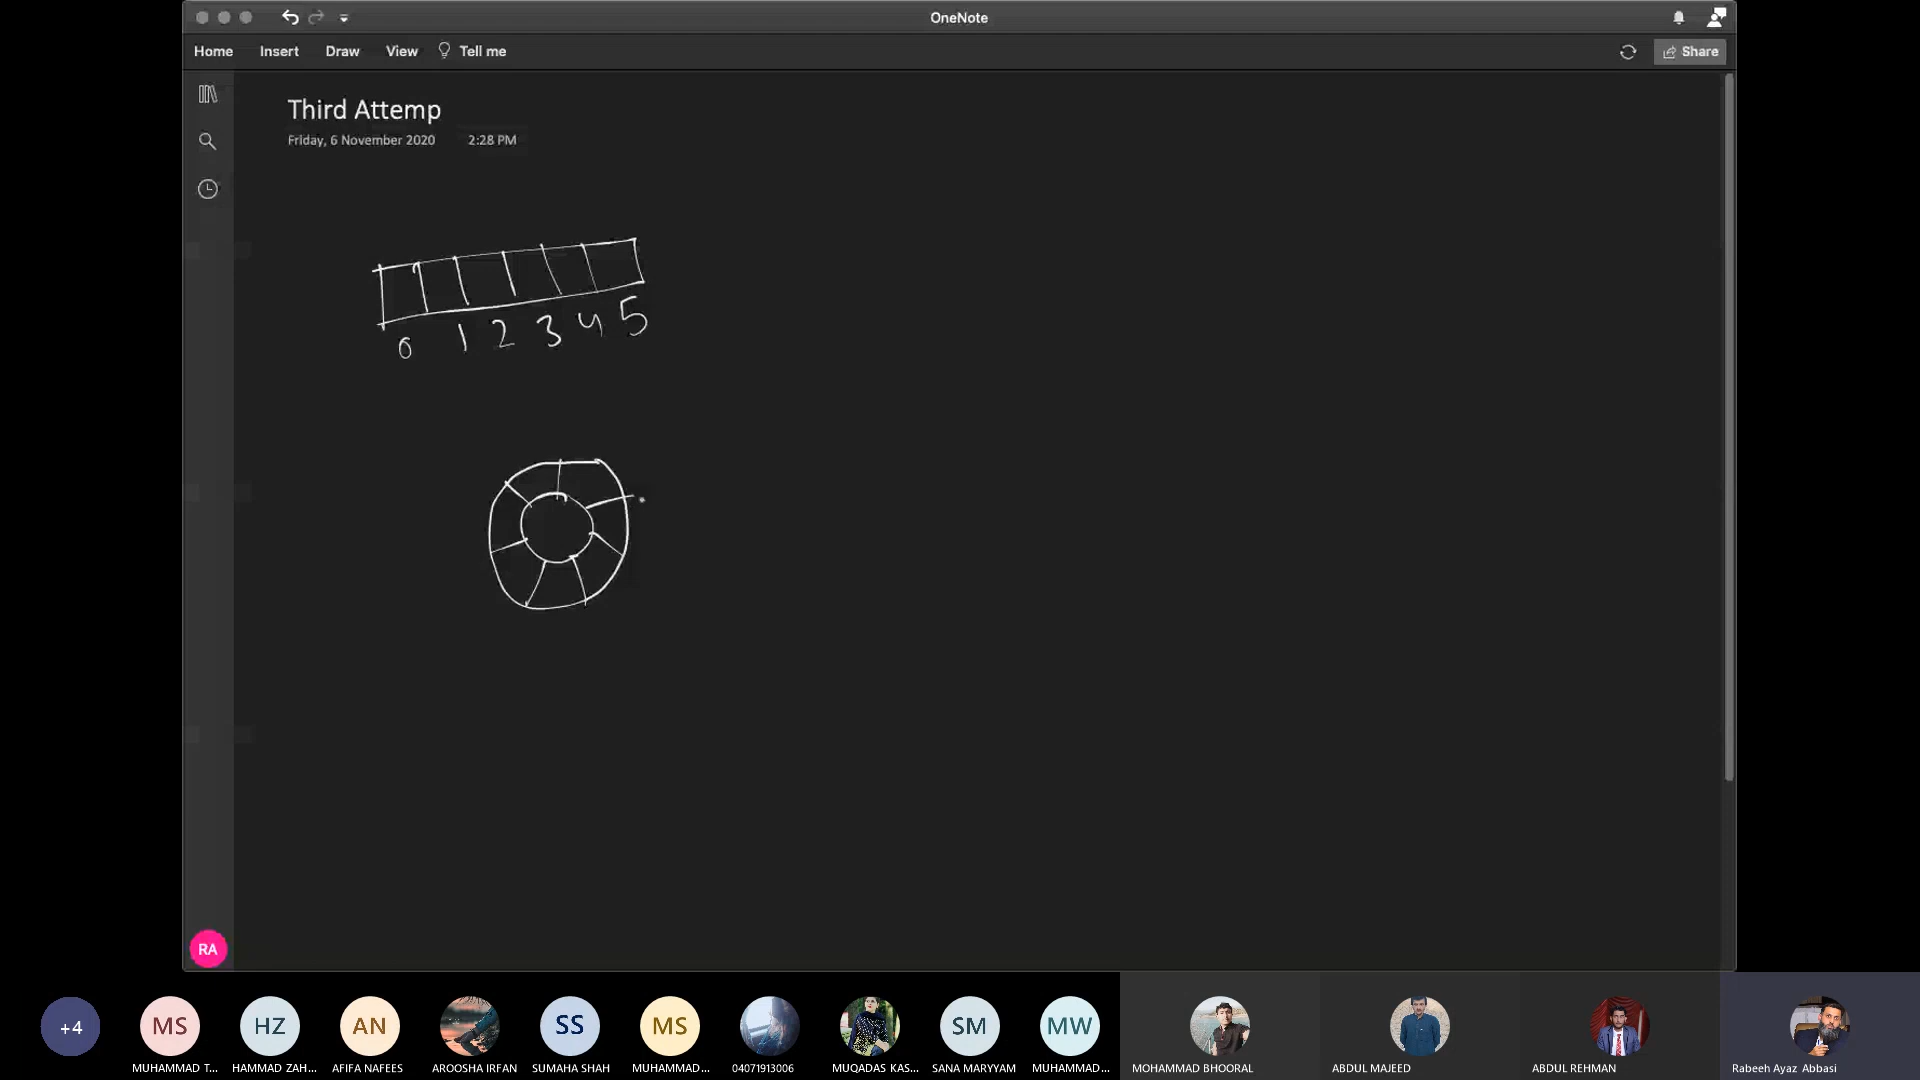 OneNote
Home Insert Draw View Tell me Share
Third Attemp
Friday, 6 November 2020 2:28 PM
0 1 2 3 4 5
RA
+4 MS HZ AN SS MS SM MW
MUHAMMAD T... HAMMAD ZAH... AFIFA NAFEES AROOSHA IRFAN SUMAHA SHAH MUHAMMAD... 04071913006 MUQADAS KAS... SANA MARYYAM MUHAMMAD... MOHAMMAD BHOORAL ABDUL MAJEED ABDUL REHMAN Rabeeh Ayaz Abbasi